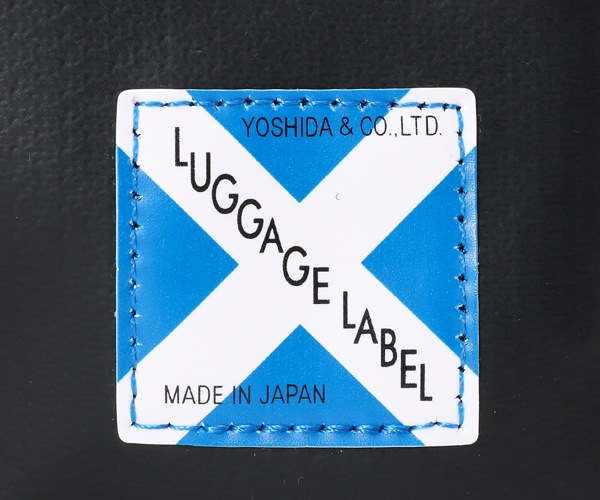 YOSHIDA & CO.,LTD.
LUGGAGE LABEL
MADE IN JAPAN